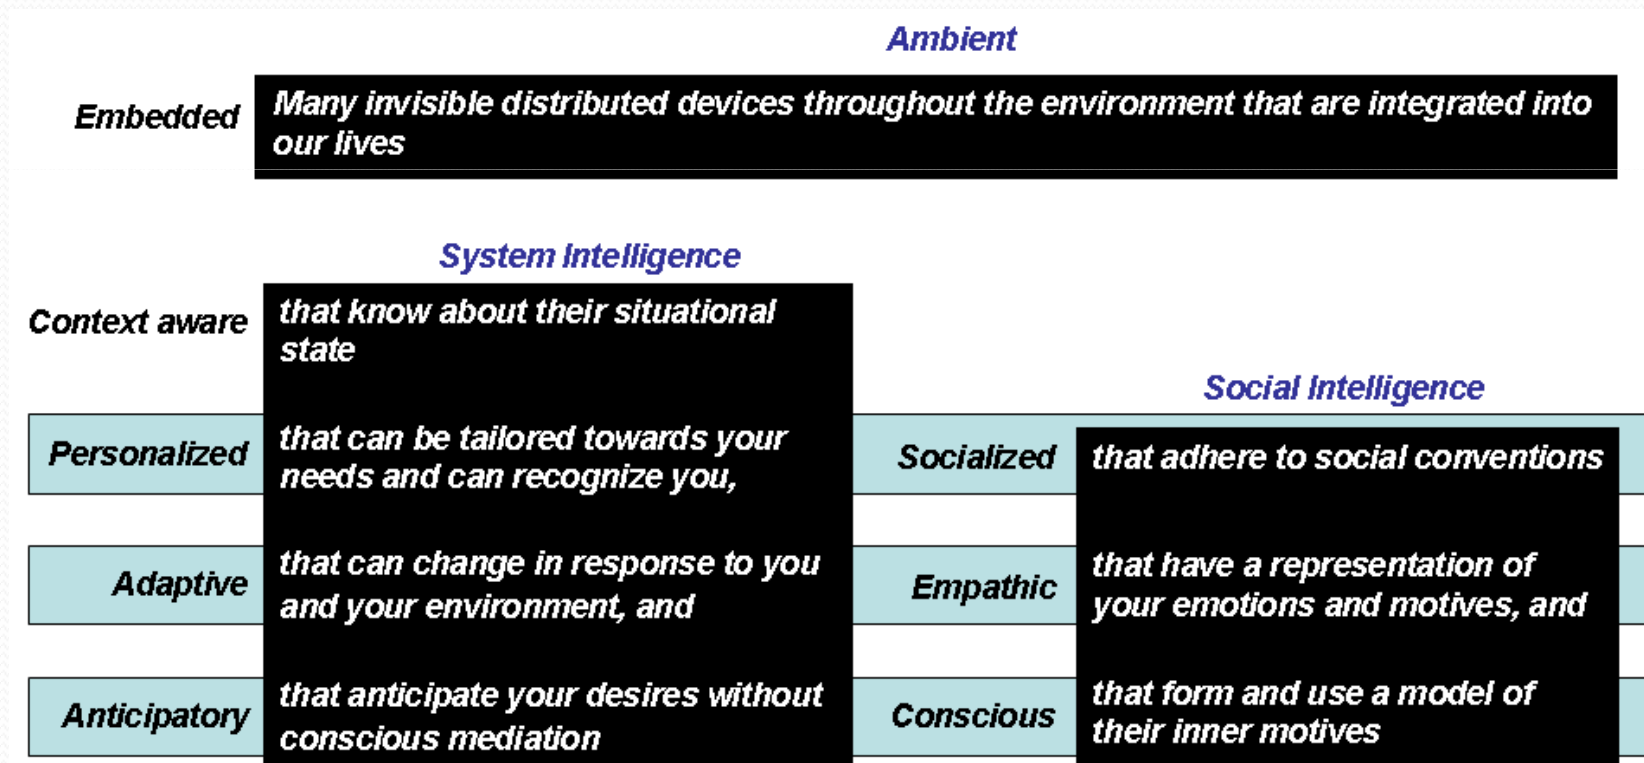 Ambient
Embedded
Many invisible distributed devices throughout the environment that are integrated into
our lives
System Intelligence
Context aware
that know about their situational
state
Social Intelligence
Personalized
that can be tailored towards your
needs and can recognize you,
Socialized
that adhere to social conventions
Adaptive
that can change in response to you
and your environment, and
Empathic
that have a representation of
your emotions and motives, and
Anticipatory
that anticipate your desires without
conscious mediation
Conscious
that form and use a model of
their inner motives